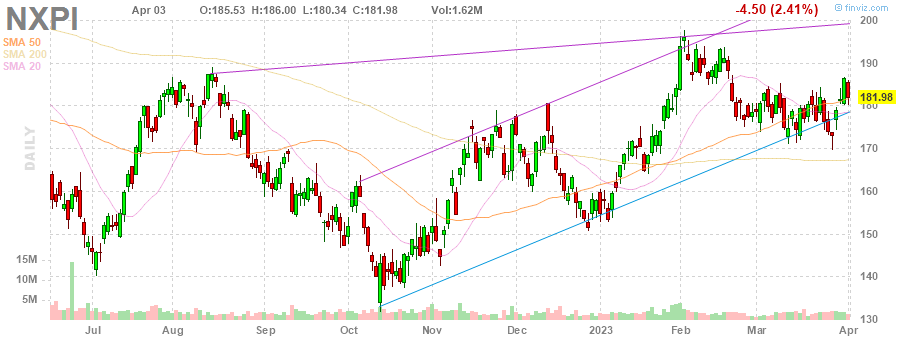 NXPI Apr 03 O:185.53 H:186.00 L:180.34 C:181.98 Vol:1.62M -4.50 (2.41%) © finviz.com
SMA 50
SMA 200
SMA 20
DAILY
200
190
181.98
180
170
160
150
140
130
15M
10M
5M
Jul Aug Sep Oct Nov Dec 2023 Feb Mar Apr